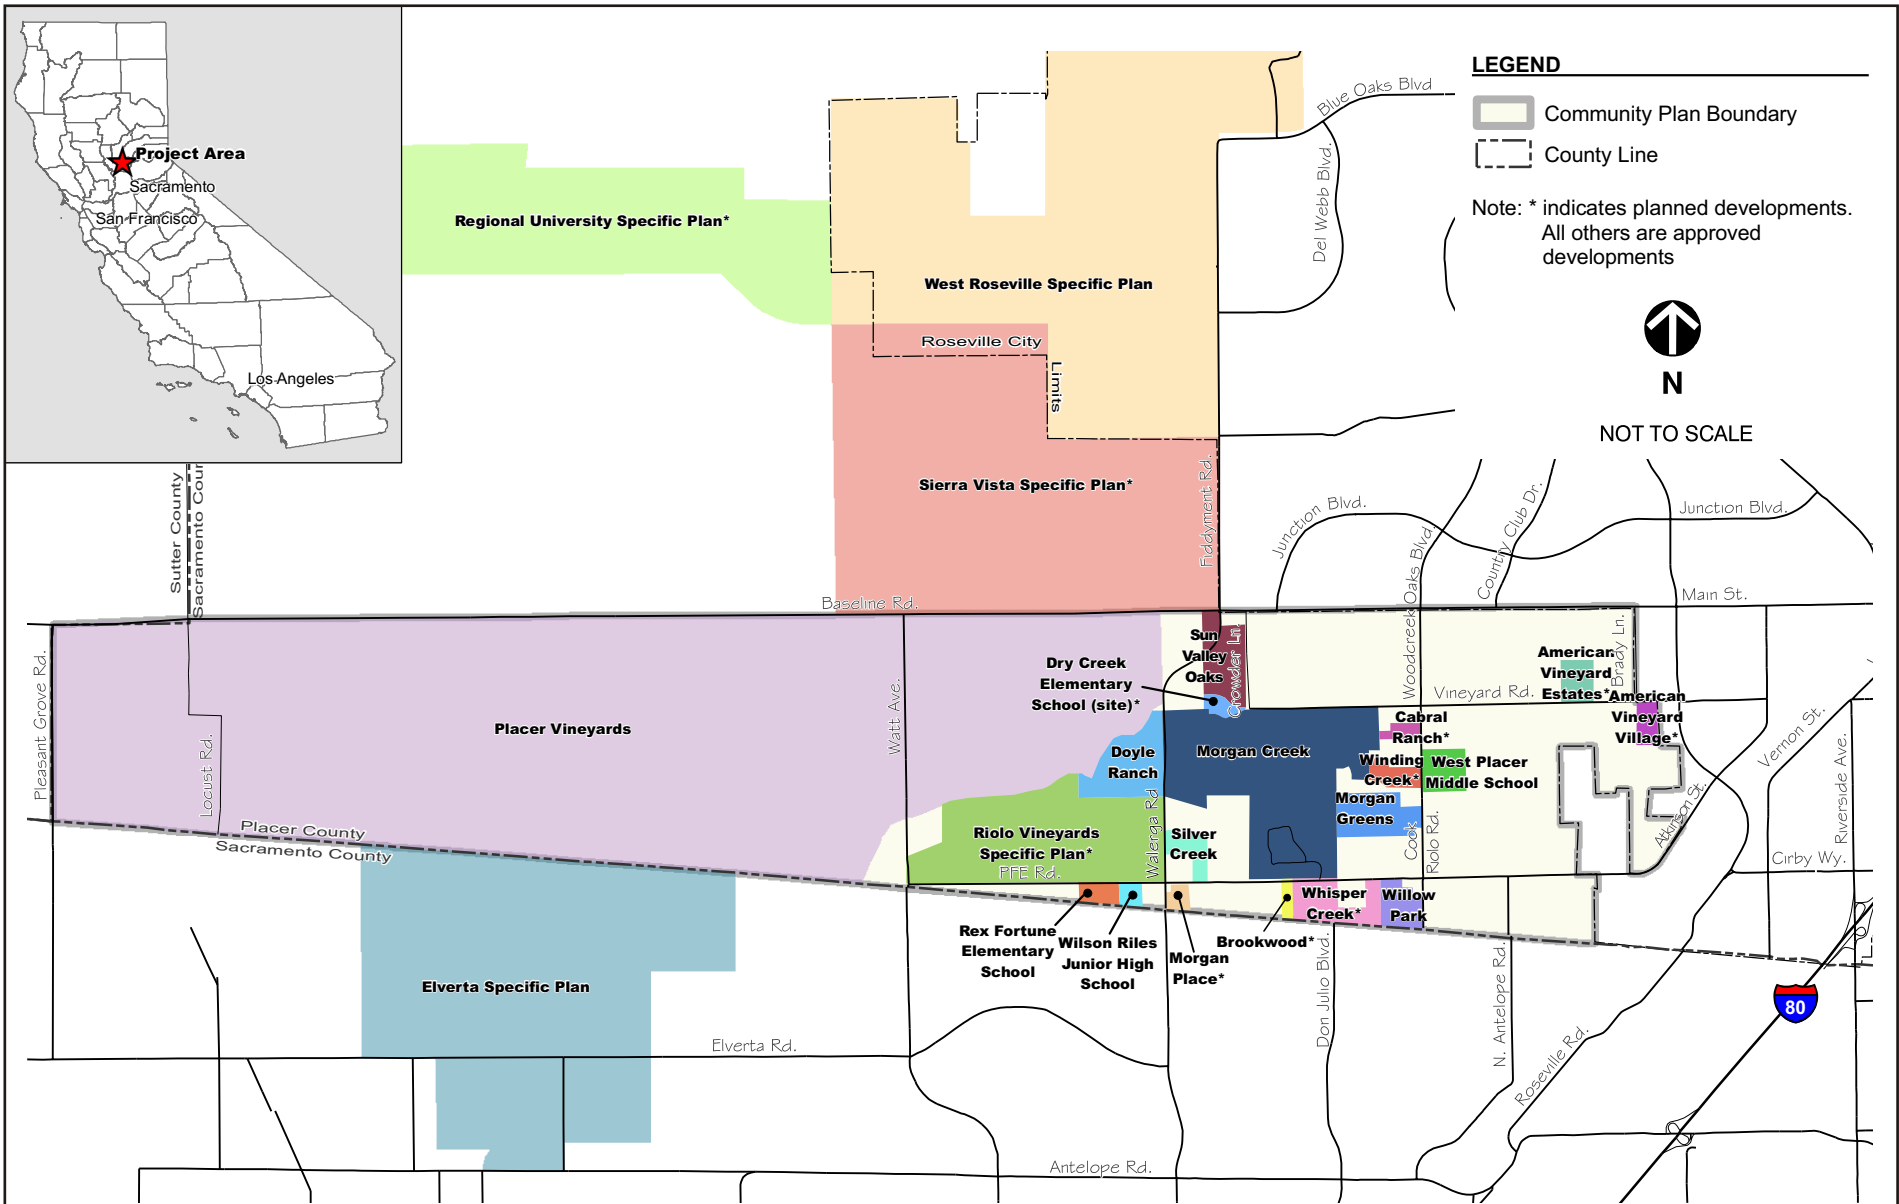 LEGEND
Community Plan Boundary
County Line
Note: * indicates planned developments.
All others are approved
developments
N
NOT TO SCALE
Project Area
Sacramento
San Francisco
Los Angeles
Blue Oaks Blvd
Del Webb Blvd.
Regional University Specific Plan*
West Roseville Specific Plan
Roseville City
Limits
Sierra Vista Specific Plan*
Fiddyment Rd.
Sutter County
Sacramento Coun
Junction Blvd.
Junction Blvd.
Woodcreek Oaks Blvd.
Country Club Dr.
Baseline Rd.
Main St.
Pleasant Grove Rd.
Locust Rd.
Placer Vineyards
Watt Ave.
Dry Creek
Elementary
School (site)*
Sun
Valley
Oaks
Crowder Ln.
Vineyard Rd.
American
Vineyard
Estates*
Brady Ln.
American
Vineyard
Village*
Vernon St.
Riverside Ave.
Atkinson St.
Cirby Wy.
Doyle
Ranch
Morgan Creek
Cabral
Ranch*
Winding
Creek*
West Placer
Middle School
Morgan
Greens
Cook
Riolo Rd.
Walerga Rd
Silver
Creek
Riolo Vineyards
Specific Plan*
PFE Rd.
Placer County
Sacramento County
Rex Fortune
Elementary
School
Wilson Riles
Junior High
School
Morgan
Place*
Brookwood*
Whisper
Creek*
Willow
Park
Don Julio Blvd.
N. Antelope Rd.
Roseville Rd.
80
Elverta Specific Plan
Elverta Rd.
Antelope Rd.